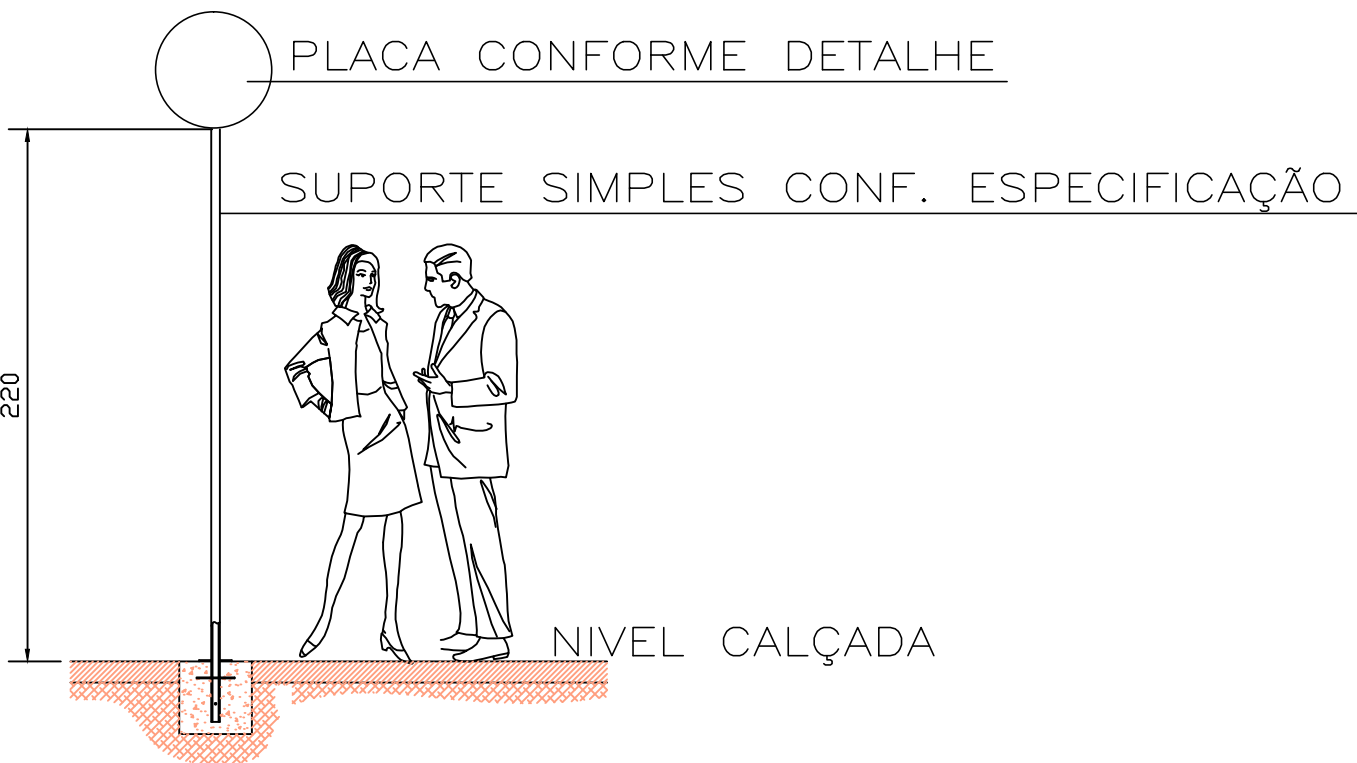 PLACA CONFORME DETALHE
SUPORTE SIMPLES CONF. ESPECIFICAÇÃO
220
NIVEL CALÇADA